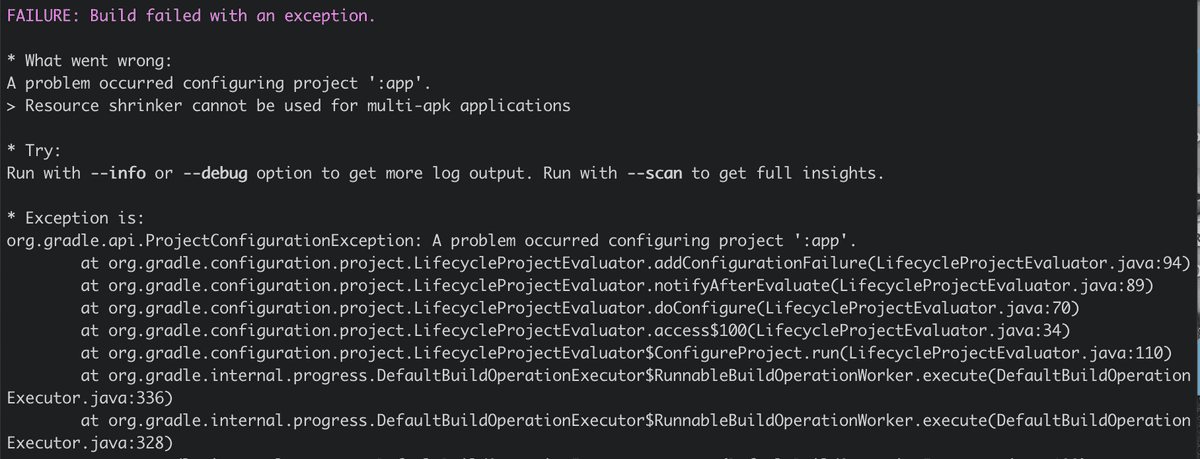 FAILURE: Build failed with an exception.
* What went wrong:
A problem occurred configuring project ':app'.
> Resource shrinker cannot be used for multi-apk applications
* Try:
Run with --info or --debug option to get more log output. Run with --scan to get full insights.
* Exception is:
org.gradle.api.ProjectConfigurationException: A problem occurred configuring project ':app'.
at org.gradle.configuration.project.LifecycleProjectEvaluator.addConfigurationFailure(LifecycleProjectEvaluator.java:94)
at org.gradle.configuration.project.LifecycleProjectEvaluator.notifyAfterEvaluate(LifecycleProjectEvaluator.java:89)
at org.gradle.configuration.project.LifecycleProjectEvaluator.doConfigure(LifecycleProjectEvaluator.java:70)
at org.gradle.configuration.project.LifecycleProjectEvaluator.access$100(LifecycleProjectEvaluator.java:34)
at org.gradle.configuration.project.LifecycleProjectEvaluator$ConfigureProject.run(LifecycleProjectEvaluator.java:110)
at org.gradle.internal.progress.DefaultBuildOperationExecutor$RunnableBuildOperationWorker.execute(DefaultBuildOperation
Executor.java:336)
at org.gradle.internal.progress.DefaultBuildOperationExecutor$RunnableBuildOperationWorker.execute(DefaultBuildOperation
Executor.java:328)